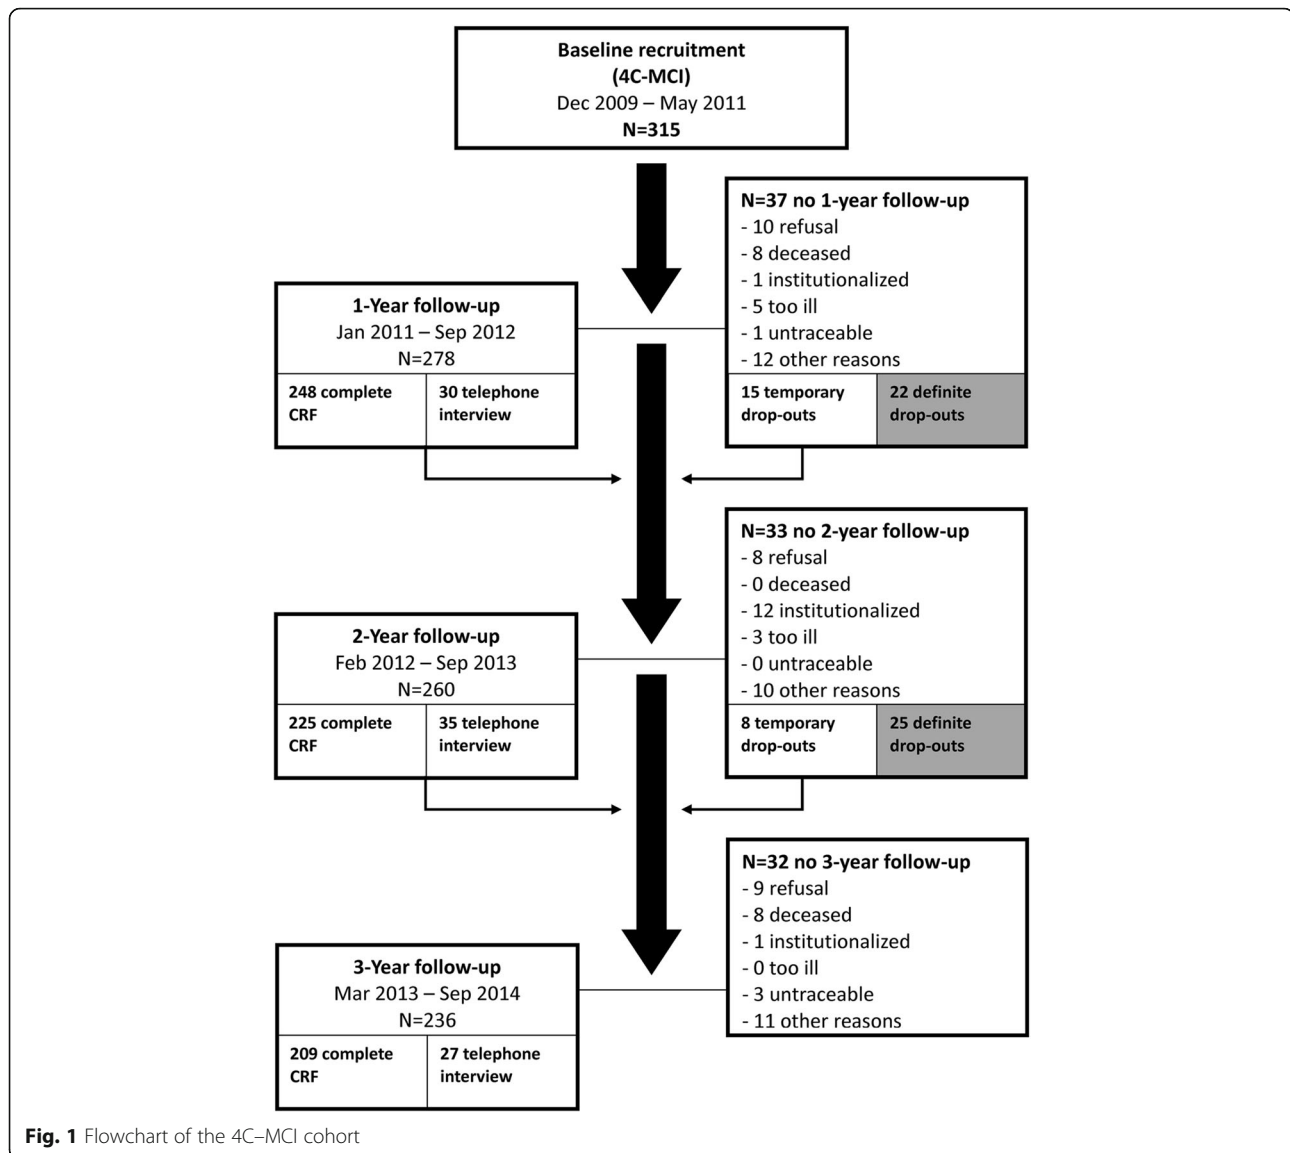 Baseline recruitment
(4C-MCI)
Dec 2009 – May 2011
N=315
N=37 no 1-year follow-up
- 10 refusal
- 8 deceased
- 1 institutionalized
- 5 too ill
- 1 untraceable
- 12 other reasons
15 temporary
drop-outs
22 definite
drop-outs
1-Year follow-up
Jan 2011 – Sep 2012
N=278
248 complete
CRF
30 telephone
interview
N=33 no 2-year follow-up
- 8 refusal
- 0 deceased
- 12 institutionalized
- 3 too ill
- 0 untraceable
- 10 other reasons
8 temporary
drop-outs
25 definite
drop-outs
2-Year follow-up
Feb 2012 – Sep 2013
N=260
225 complete
CRF
35 telephone
interview
N=32 no 3-year follow-up
- 9 refusal
- 8 deceased
- 1 institutionalized
- 0 too ill
- 3 untraceable
- 11 other reasons
3-Year follow-up
Mar 2013 – Sep 2014
N=236
209 complete
CRF
27 telephone
interview
Fig. 1 Flowchart of the 4C–MCI cohort